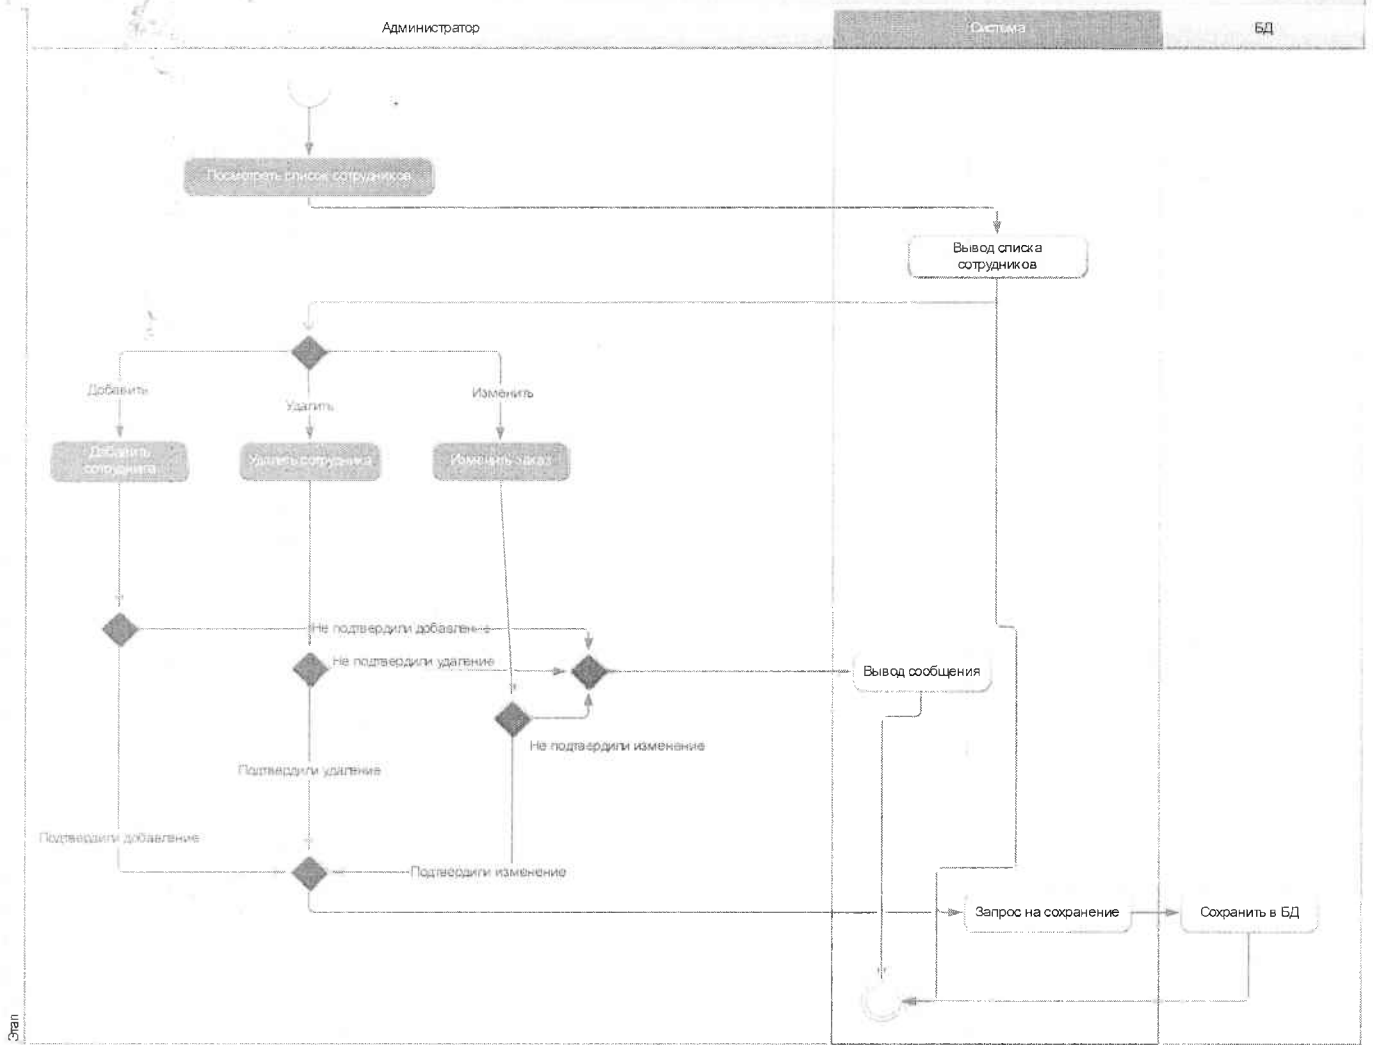 Администратор
Система
БД
Посмотреть список сотрудников
Вывод списка
сотрудников
Добавить
Удалить
Изменить
Добавить
сотрудника
Удалить сотрудника
Изменить заказ
Не подтвердили добавление
Не подтвердили удаление
Вывод сообщения
Не подтвердили изменение
Подтвердили удаление
Подтвердили добавление
Подтвердили изменение
Запрос на сохранение
Сохранить в БД
Этап